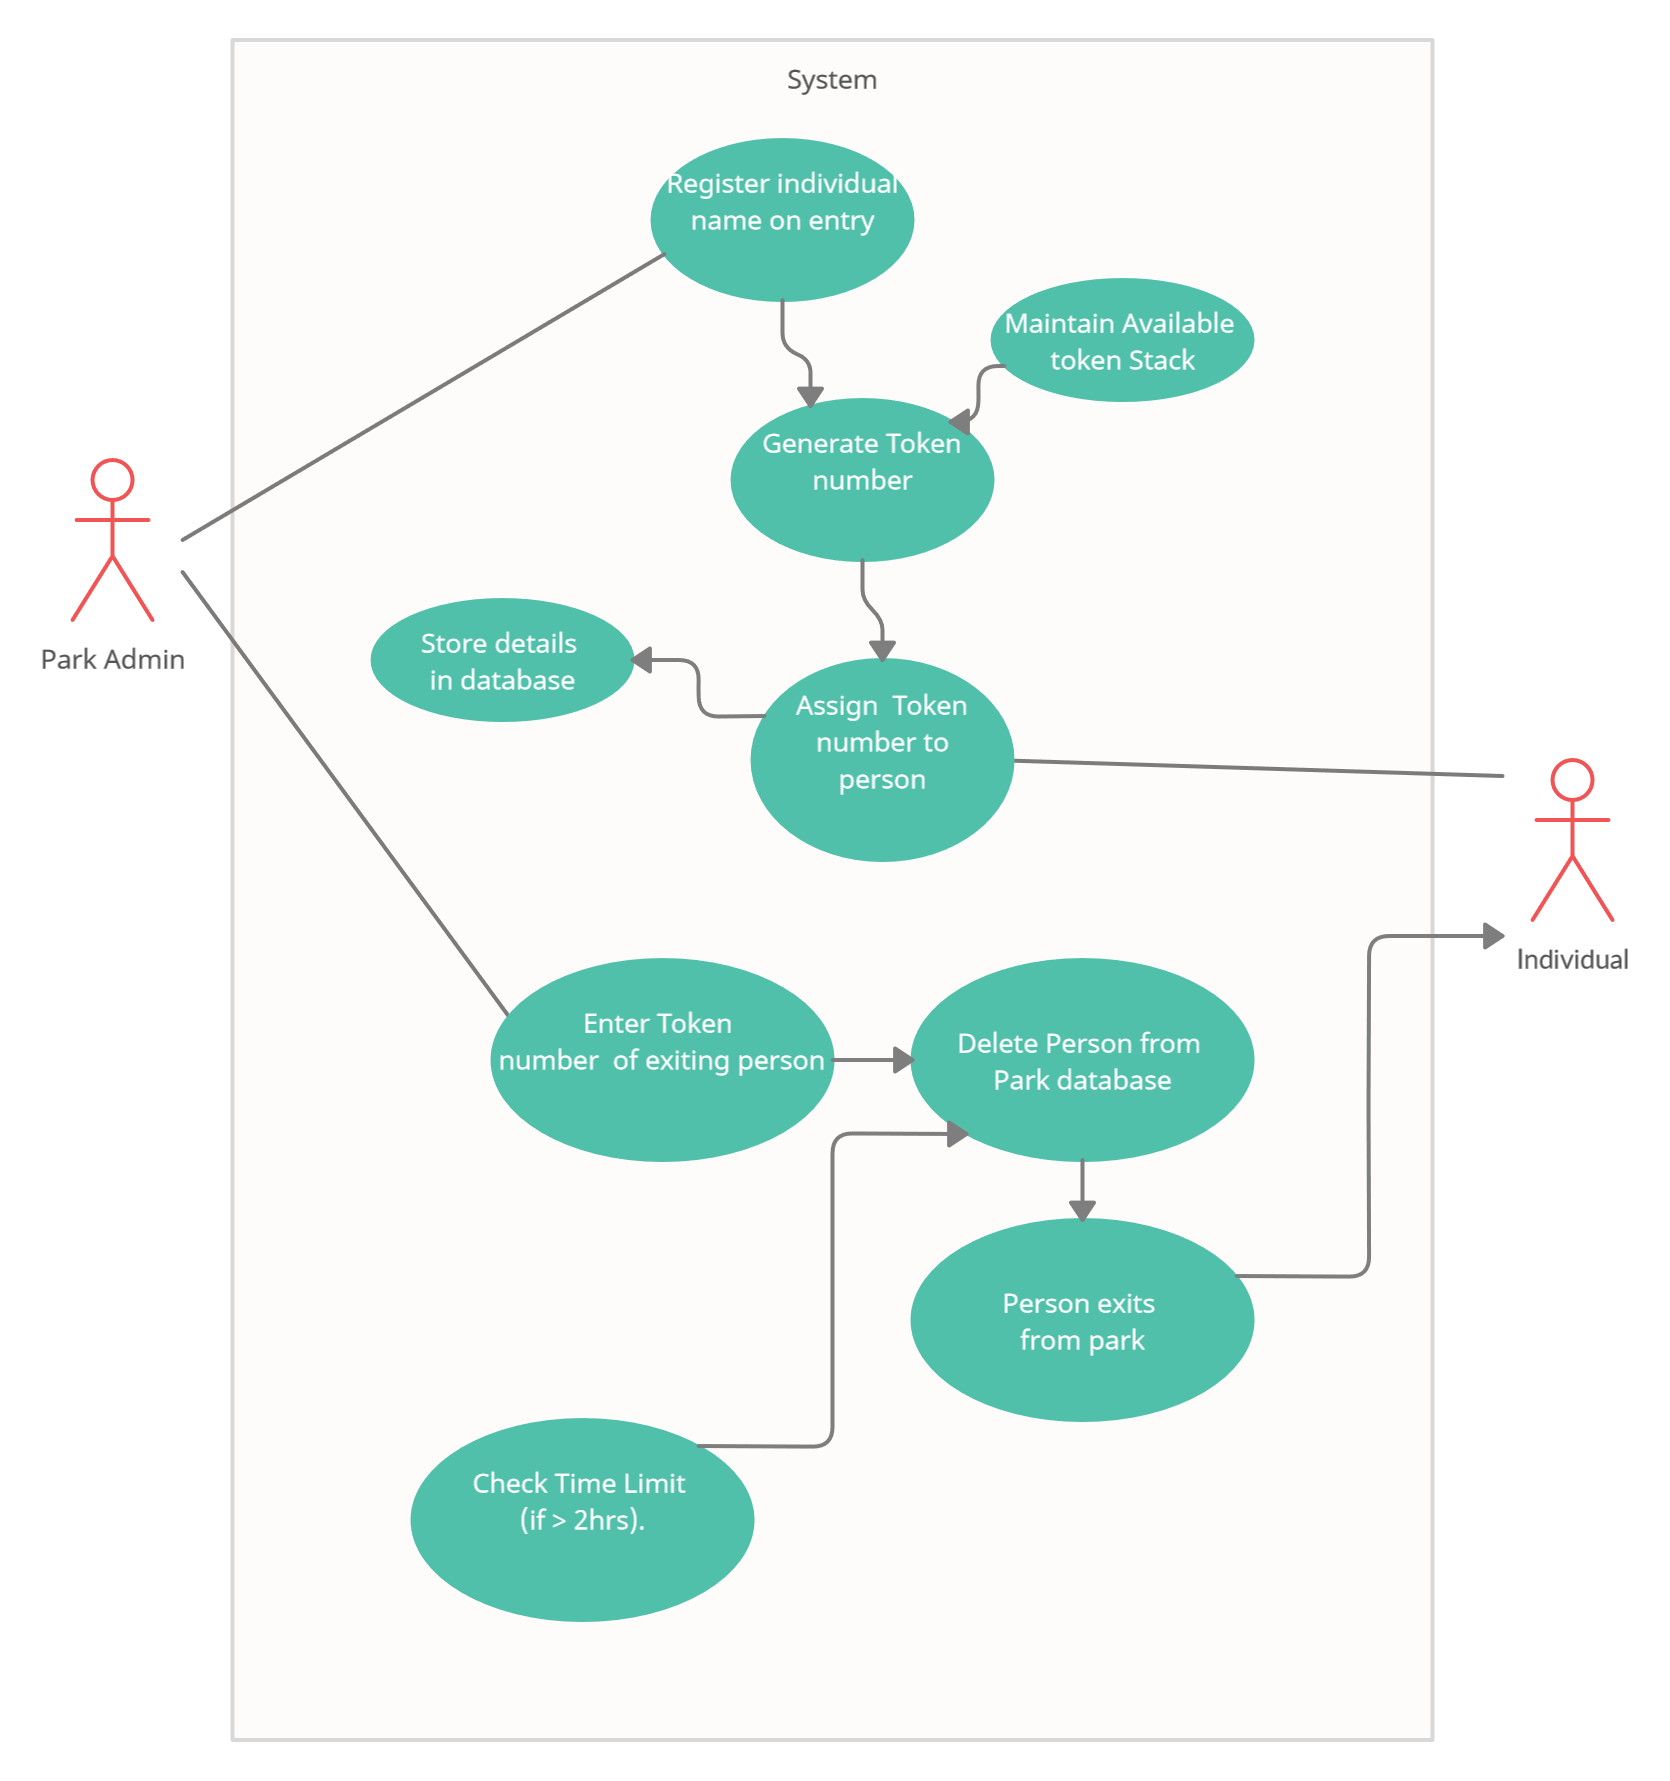 System
Register individual
name on entry
Maintain Available
token Stack
Generate Token
number
Park Admin
Store details
in database
Assign  Token
number to
person
Individual
Enter Token
number  of exiting person
Delete Person from
Park database
Person exits
from park
Check Time Limit
(if > 2hrs).